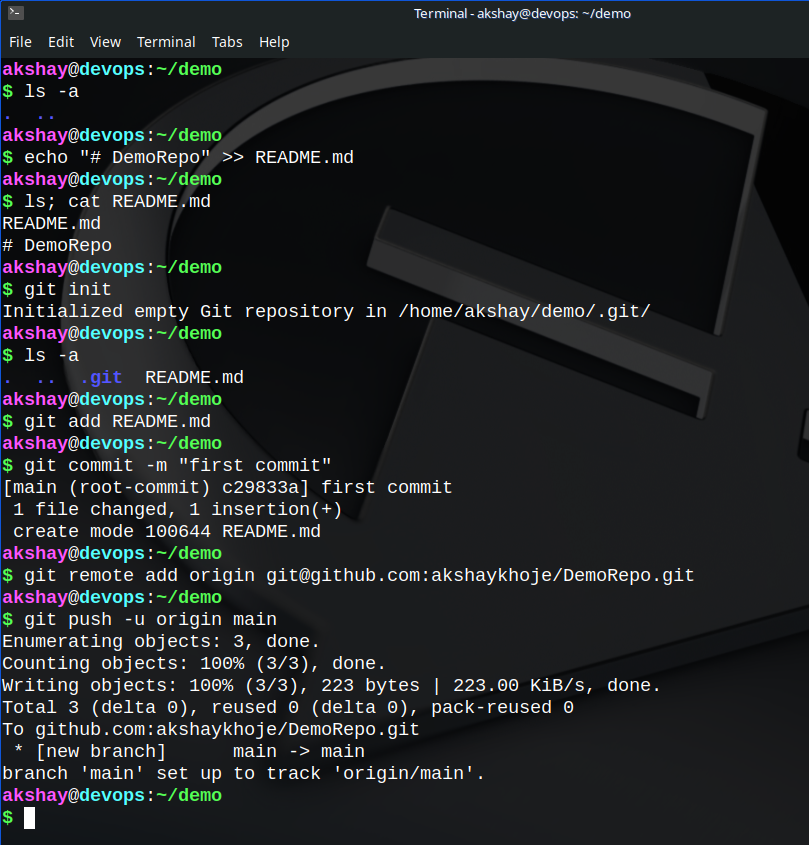 Terminal - akshay@devops: ~/demo
File Edit View Terminal Tabs Help
akshay@devops:~/demo
$ ls -a
.  ..
akshay@devops:~/demo
$ echo "# DemoRepo" >> README.md
akshay@devops:~/demo
$ ls; cat README.md
README.md
# DemoRepo
akshay@devops:~/demo
$ git init
Initialized empty Git repository in /home/akshay/demo/.git/
akshay@devops:~/demo
$ ls -a
.  ..  .git  README.md
akshay@devops:~/demo
$ git add README.md
akshay@devops:~/demo
$ git commit -m "first commit"
[main (root-commit) c29833a] first commit
 1 file changed, 1 insertion(+)
 create mode 100644 README.md
akshay@devops:~/demo
$ git remote add origin git@github.com:akshaykhoje/DemoRepo.git
akshay@devops:~/demo
$ git push -u origin main
Enumerating objects: 3, done.
Counting objects: 100% (3/3), done.
Writing objects: 100% (3/3), 223 bytes | 223.00 KiB/s, done.
Total 3 (delta 0), reused 0 (delta 0), pack-reused 0
To github.com:akshaykhoje/DemoRepo.git
 * [new branch]      main -> main
branch 'main' set up to track 'origin/main'.
akshay@devops:~/demo
$